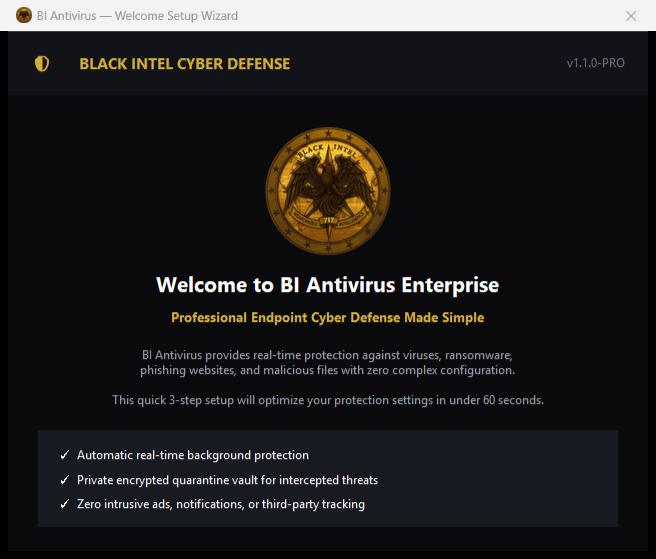 BI Antivirus — Welcome Setup Wizard
BLACK INTEL CYBER DEFENSE
v1.1.0-PRO
BLACK INTEL
717
Welcome to BI Antivirus Enterprise
Professional Endpoint Cyber Defense Made Simple
BI Antivirus provides real-time protection against viruses, ransomware,
phishing websites, and malicious files with zero complex configuration.
This quick 3-step setup will optimize your protection settings in under 60 seconds.
✓ Automatic real-time background protection
✓ Private encrypted quarantine vault for intercepted threats
✓ Zero intrusive ads, notifications, or third-party tracking